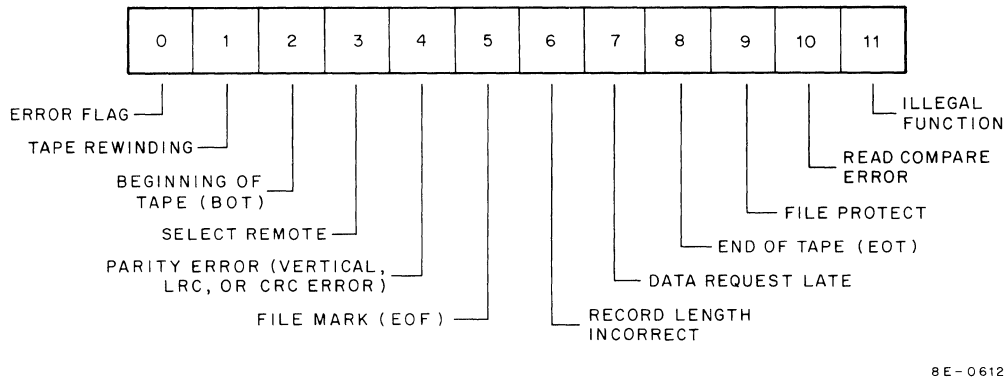 0 1 2 3 4 5 6 7 8 9 10 11
ERROR FLAG
TAPE REWINDING
BEGINNING OF
TAPE (BOT)
SELECT REMOTE
PARITY ERROR (VERTICAL,
LRC, OR CRC ERROR)
FILE MARK (EOF)
RECORD LENGTH
INCORRECT
DATA REQUEST LATE
END OF TAPE (EOT)
FILE PROTECT
READ COMPARE
ERROR
ILLEGAL
FUNCTION
8E-0612